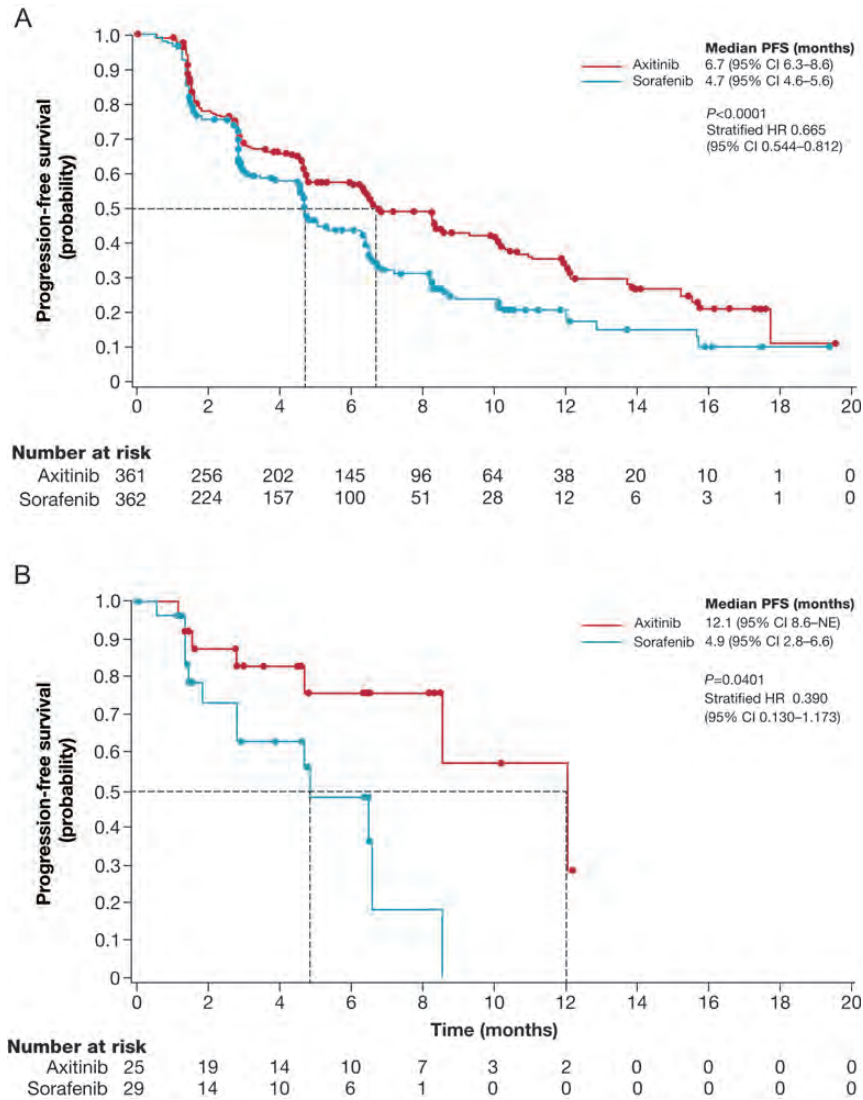 A
Median PFS (months)
Axitinib 6.7 (95% CI 6.3–8.6)
Sorafenib 4.7 (95% CI 4.6–5.6)
P<0.0001
Stratified HR 0.665
(95% CI 0.544–0.812)
Progression-free survival
(probability)
1.0
0.9
0.8
0.7
0.6
0.5
0.4
0.3
0.2
0.1
0
0 2 4 6 8 10 12 14 16 18 20
Number at risk
Axitinib 361 256 202 145 96 64 38 20 10 1 0
Sorafenib 362 224 157 100 51 28 12 6 3 1 0
B
Median PFS (months)
Axitinib 12.1 (95% CI 8.6–NE)
Sorafenib 4.9 (95% CI 2.8–6.6)
P=0.0401
Stratified HR 0.390
(95% CI 0.130–1.173)
Progression-free survival
(probability)
1.0
0.9
0.8
0.7
0.6
0.5
0.4
0.3
0.2
0.1
0
0 2 4 6 8 10 12 14 16 18 20
Time (months)
Number at risk
Axitinib 25 19 14 10 7 3 2 0 0 0 0
Sorafenib 29 14 10 6 1 0 0 0 0 0 0